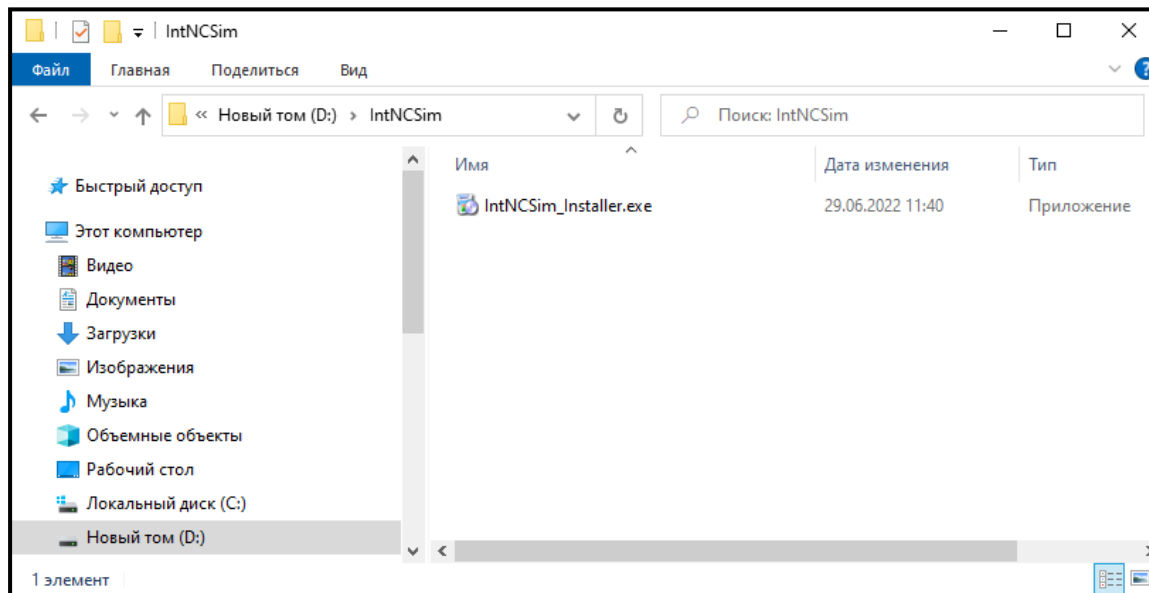 IntNCSim
Файл Главная Поделиться Вид ?
« Новый том (D:) › IntNCSim Поиск: IntNCSim
Имя Дата изменения Тип
Быстрый доступ
IntNCSim_Installer.exe 29.06.2022 11:40 Приложение
Этот компьютер
Видео
Документы
Загрузки
Изображения
Музыка
Объемные объекты
Рабочий стол
Локальный диск (C:)
Новый том (D:)
1 элемент